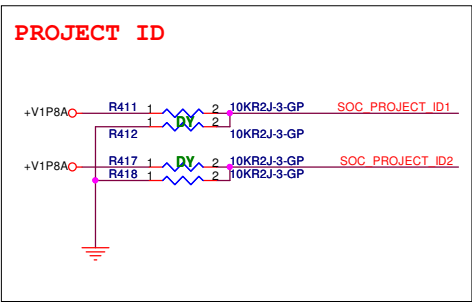 PROJECT ID
+V1P8A R411 1 2 10KR2J-3-GP SOC_PROJECT_ID1
R412 1 DY 2 10KR2J-3-GP
+V1P8A R417 1 DY 2 10KR2J-3-GP SOC_PROJECT_ID2
R418 1 2 10KR2J-3-GP